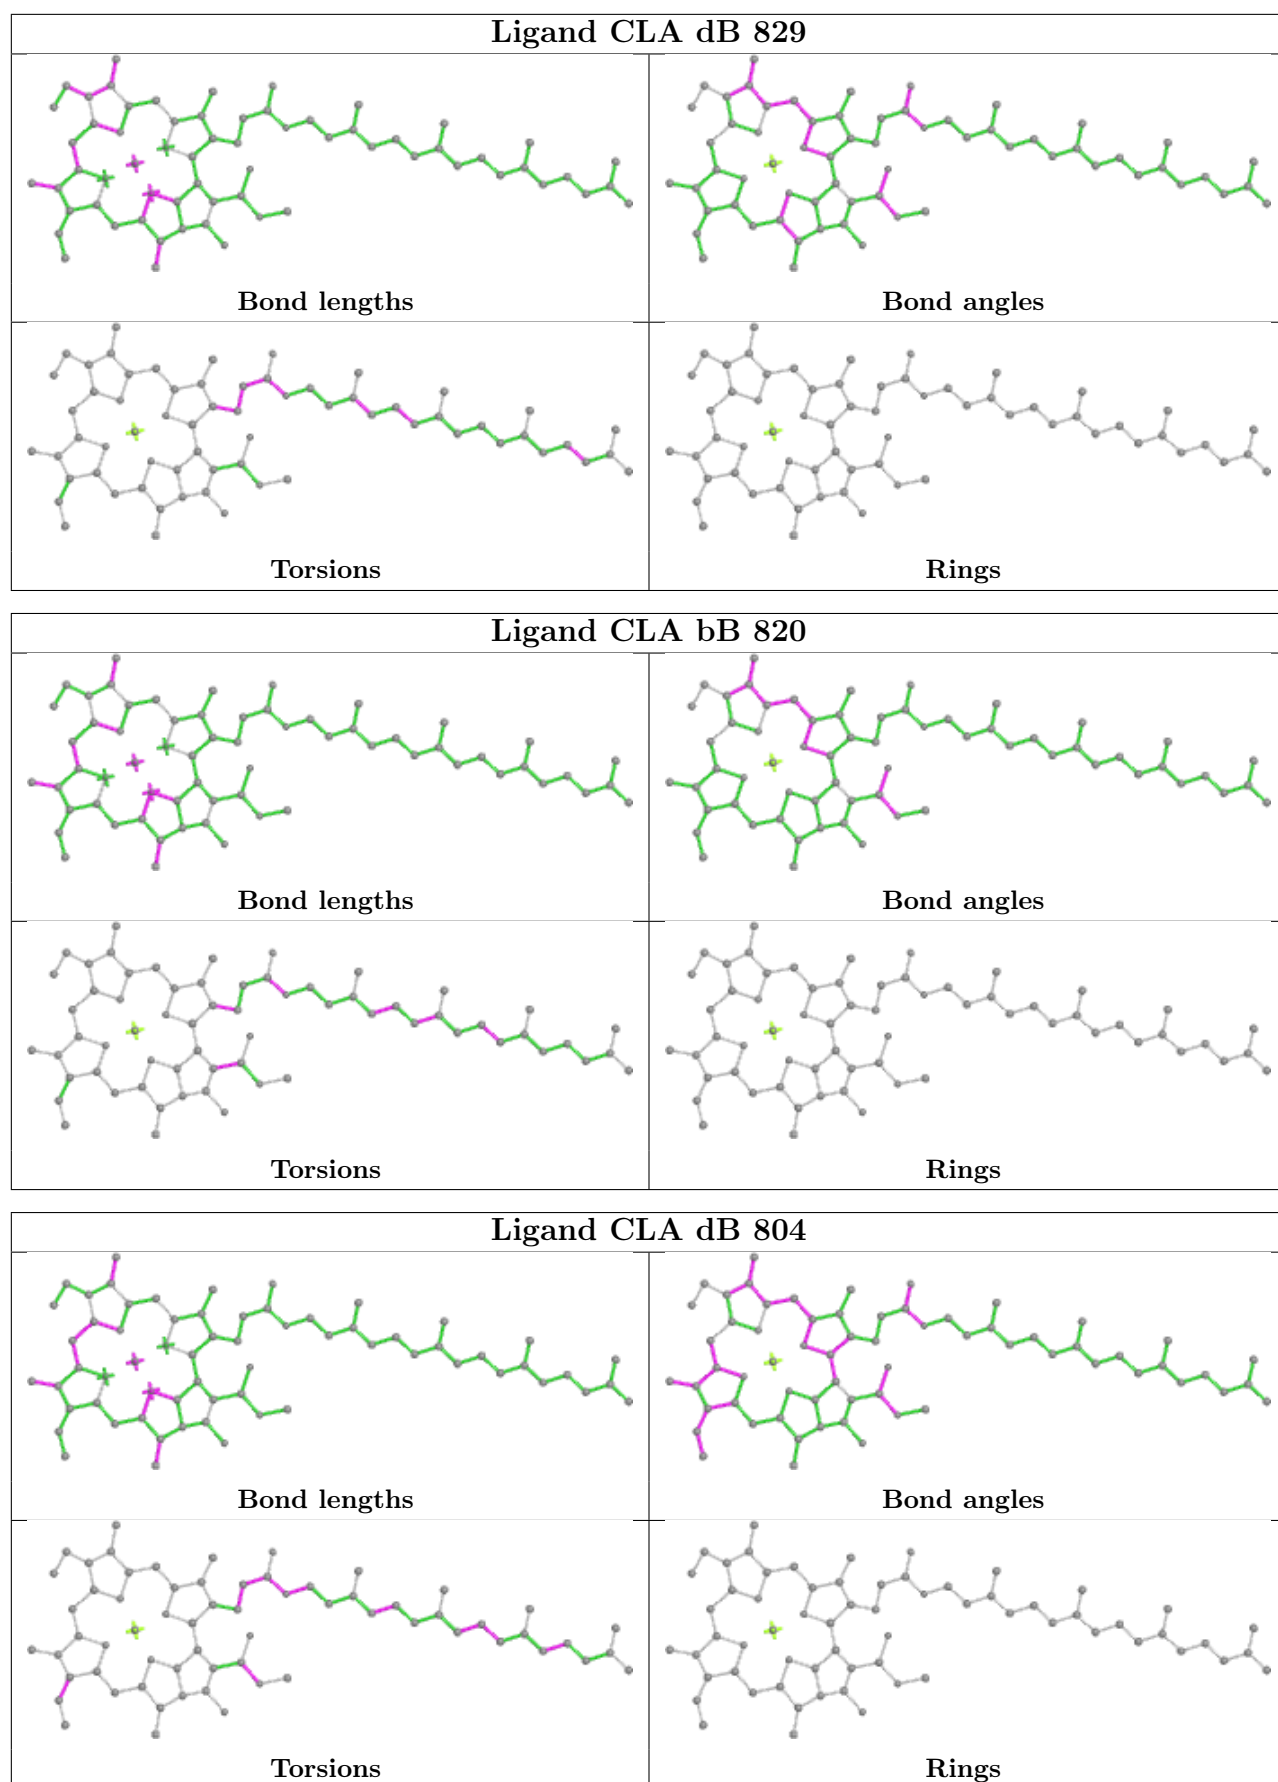 Ligand CLA dB 829
Bond lengths
Bond angles
Torsions
Rings
Ligand CLA bB 820
Bond lengths
Bond angles
Torsions
Rings
Ligand CLA dB 804
Bond lengths
Bond angles
Torsions
Rings